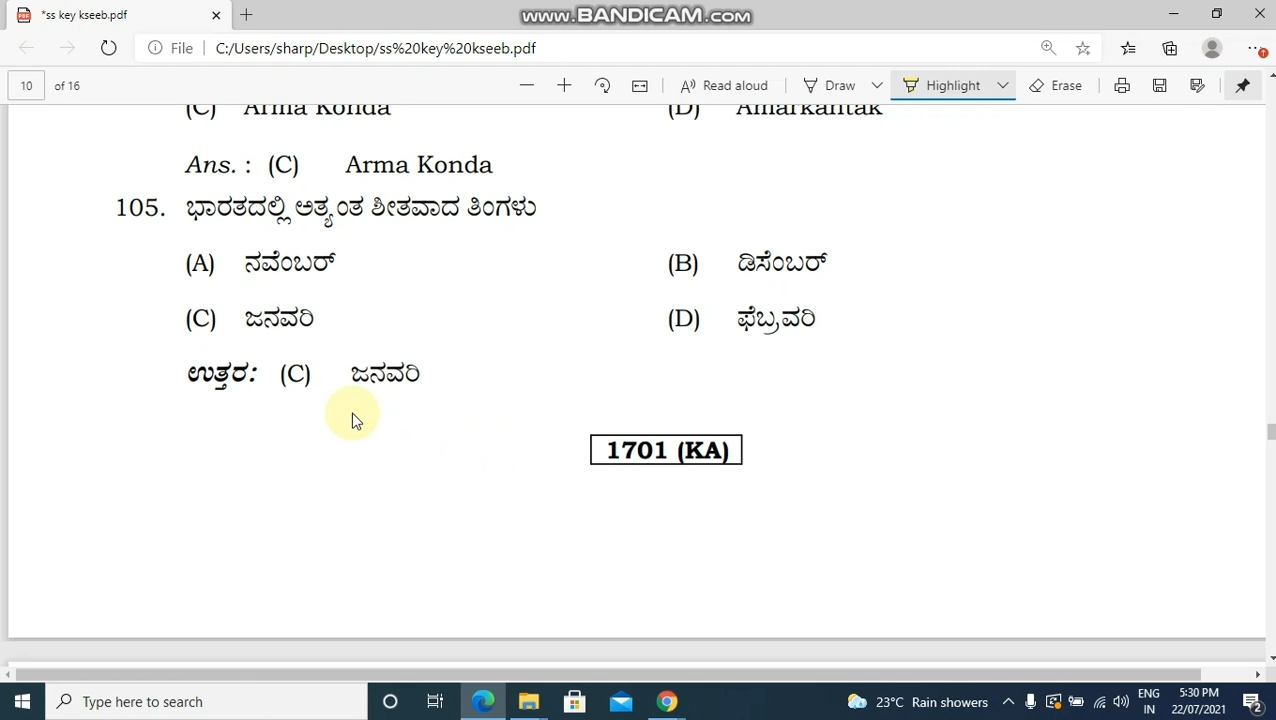 *ss key kseeb.pdf
www.BANDICAM.com
File C:/Users/sharp/Desktop/ss%20key%20kseeb.pdf
10 of 16 Read aloud Draw Highlight Erase
(C) Arma Konda (D) Amarkantak
Ans. : (C) Arma Konda
105. ಭಾರತದಲ್ಲಿ ಅತ್ಯಂತ ಶೀತವಾದ ತಿಂಗಳು
(A) ನವೆಂಬರ್ (B) ಡಿಸೆಂಬರ್
(C) ಜನವರಿ (D) ಫೆಬ್ರವರಿ
ಉತ್ತರ: (C) ಜನವರಿ
1701 (KA)
Type here to search 23°C Rain showers ENG IN 5:30 PM 22/07/2021 2